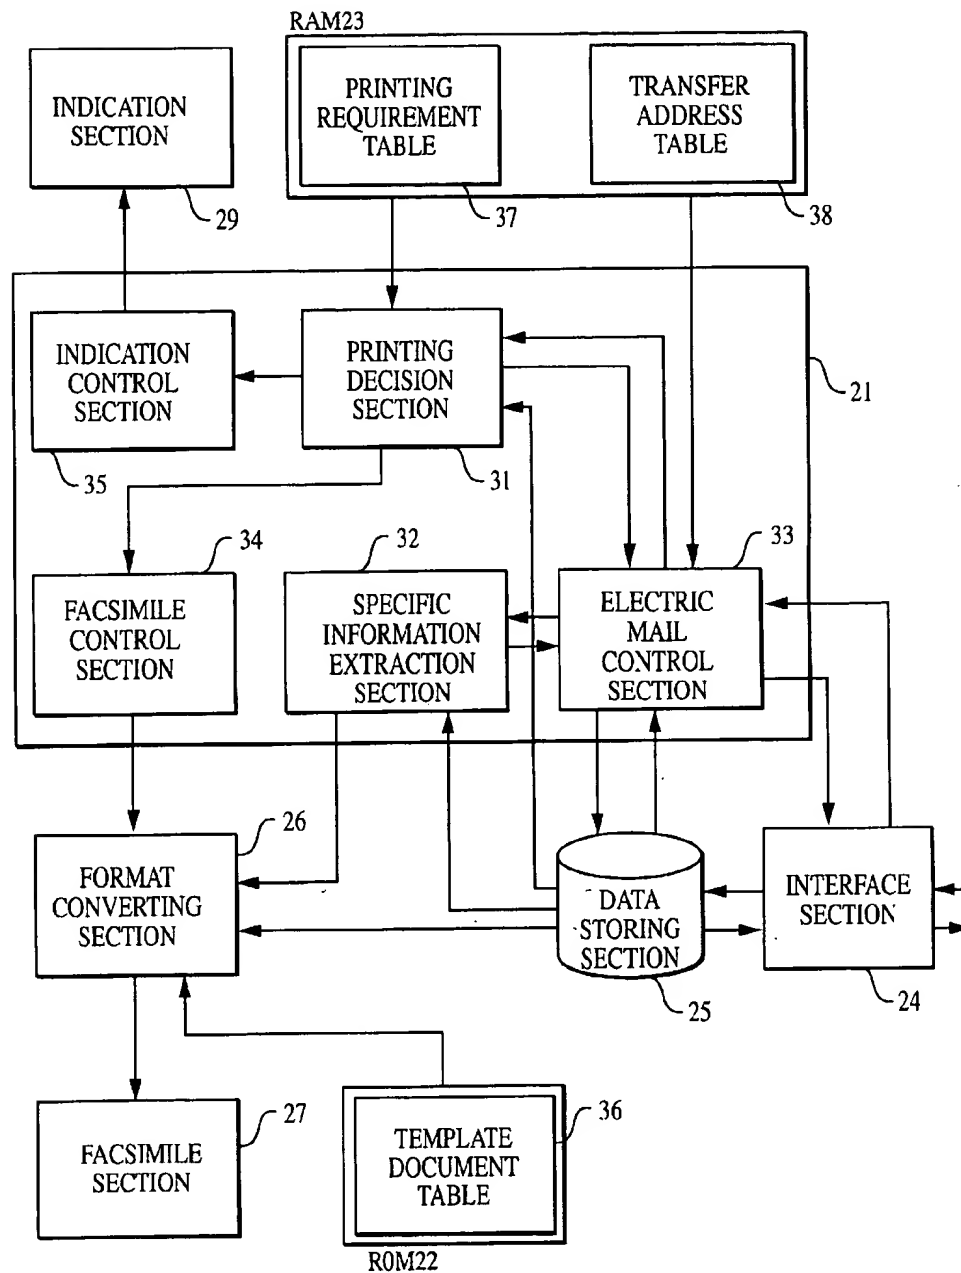 RAM23
INDICATION
SECTION
29
PRINTING
REQUIREMENT
TABLE
37
TRANSFER
ADDRESS
TABLE
38
21
INDICATION
CONTROL
SECTION
35
PRINTING
DECISION
SECTION
31
34
FACSIMILE
CONTROL
SECTION
32
SPECIFIC
INFORMATION
EXTRACTION
SECTION
33
ELECTRIC
MAIL
CONTROL
SECTION
26
FORMAT
CONVERTING
SECTION
DATA
STORING
SECTION
25
INTERFACE
SECTION
24
27
FACSIMILE
SECTION
36
TEMPLATE
DOCUMENT
TABLE
ROM22